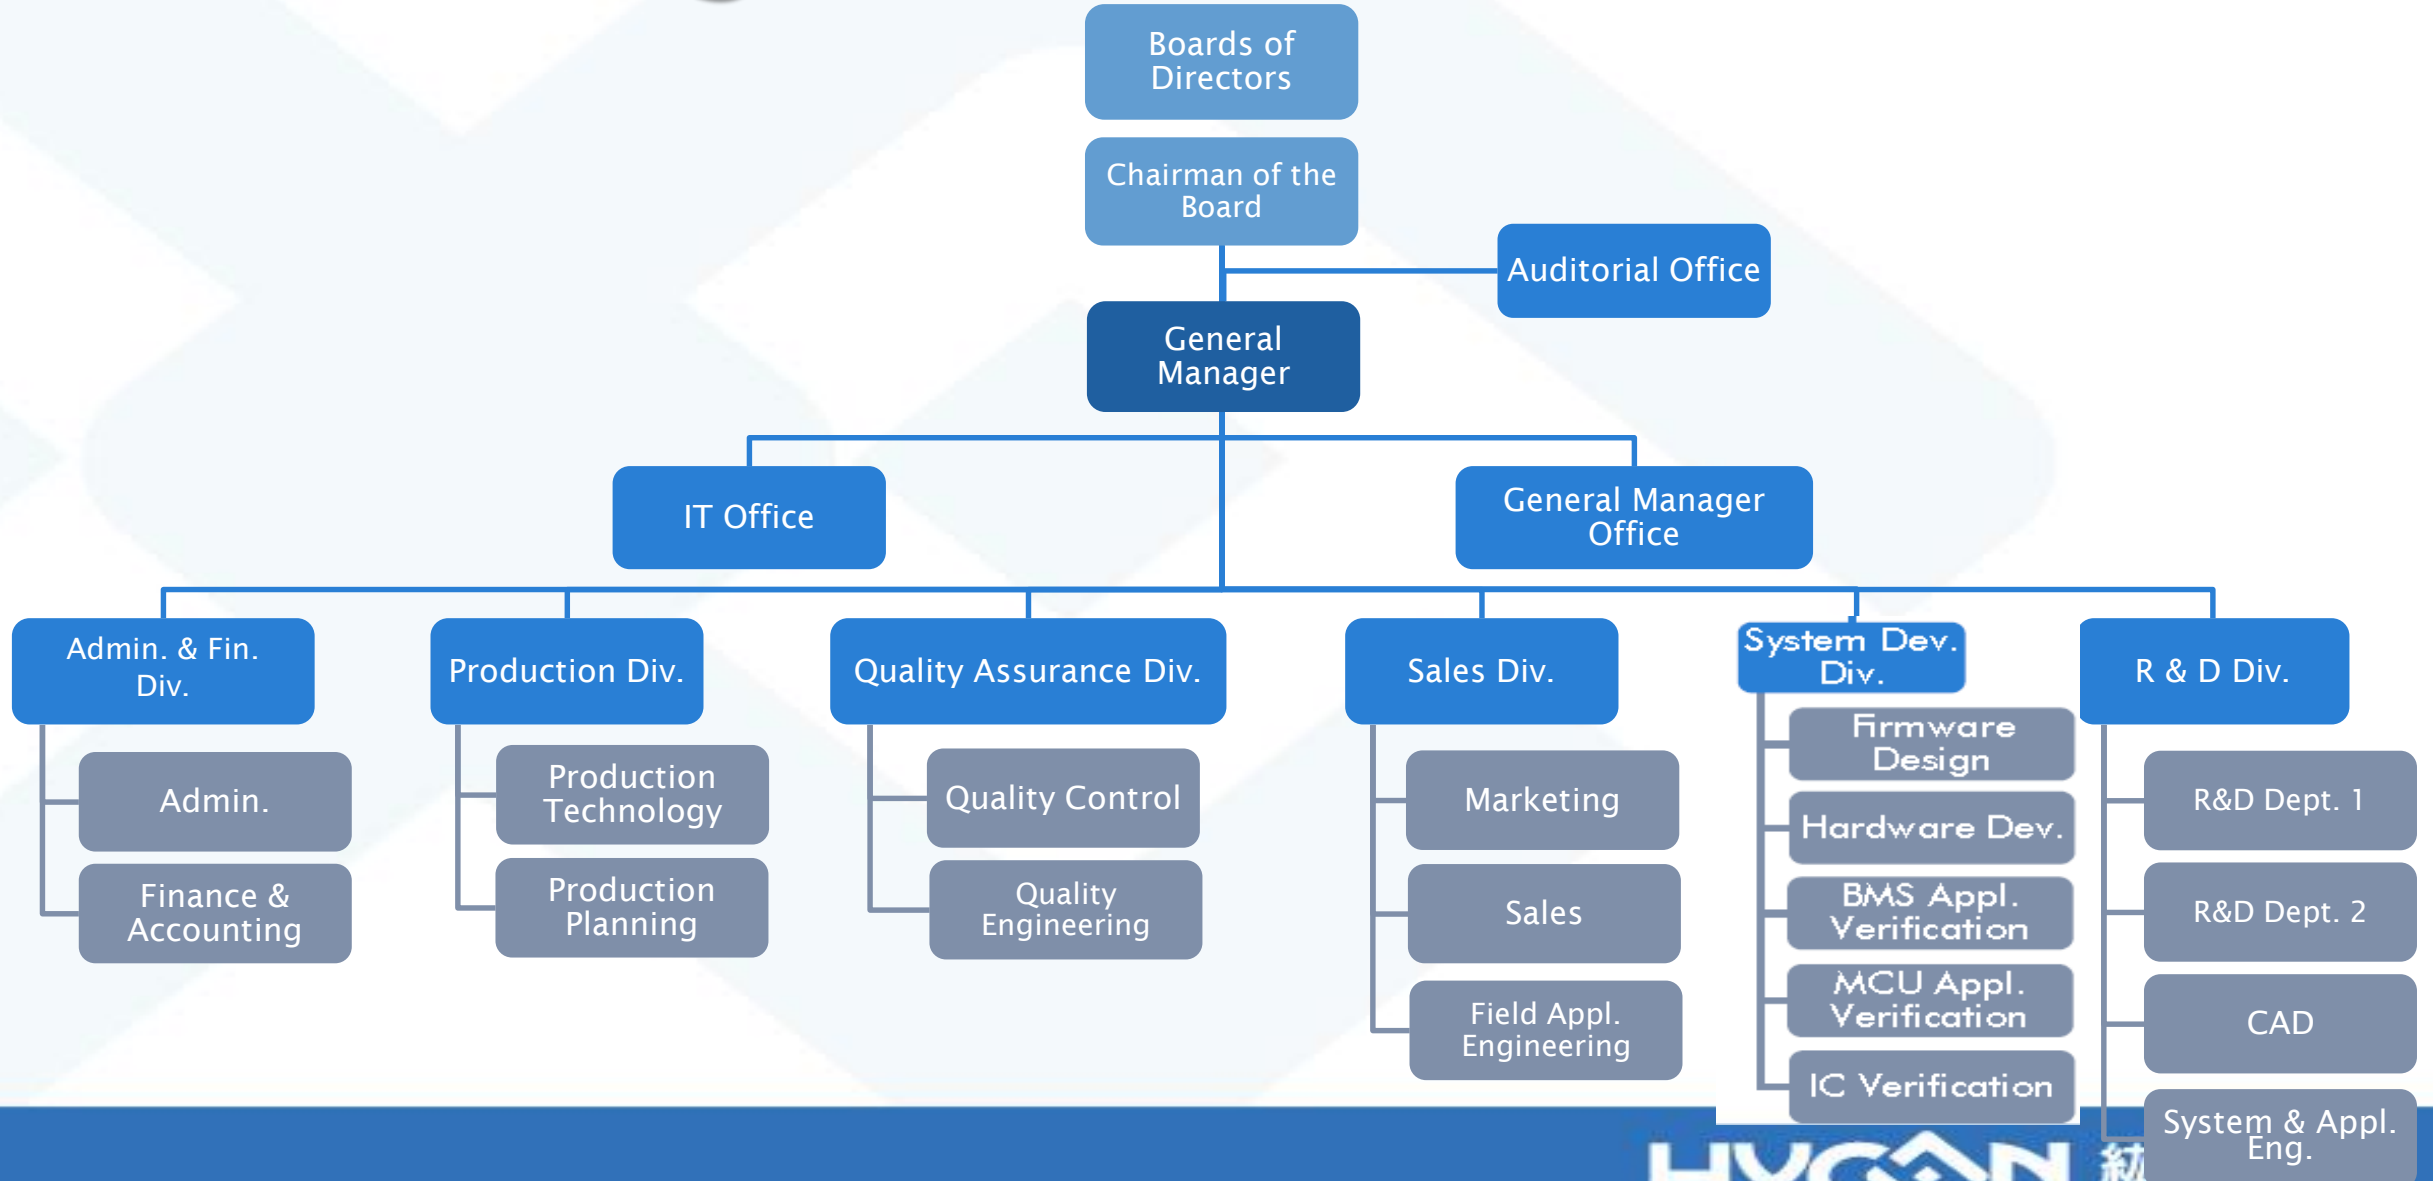 Boards of
Directors
Chairman of the
Board
Auditorial Office
General
Manager
IT Office
General Manager
Office
Admin. & Fin.
Div.
Admin.
Finance &
Accounting
Production Div.
Production
Technology
Production
Planning
Quality Assurance Div.
Quality Control
Quality
Engineering
Sales Div.
Marketing
Sales
Field Appl.
Engineering
System Dev.
Div.
Firmware
Design
Hardware Dev.
BMS Appl.
Verification
MCU Appl.
Verification
IC Verification
R & D Div.
R&D Dept. 1
R&D Dept. 2
CAD
System & Appl.
Eng.
HYCON 紘